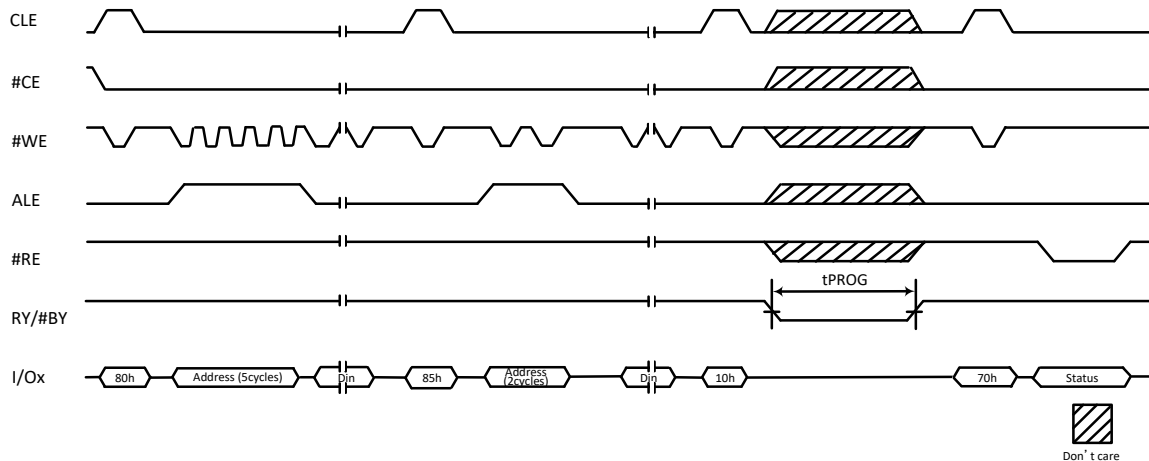 CLE
#CE
#WE
ALE
#RE
tPROG
RY/#BY
I/Ox
80h
Address (5cycles)
Din
85h
Address
(2cycles)
Din
10h
70h
Status
Don’t care